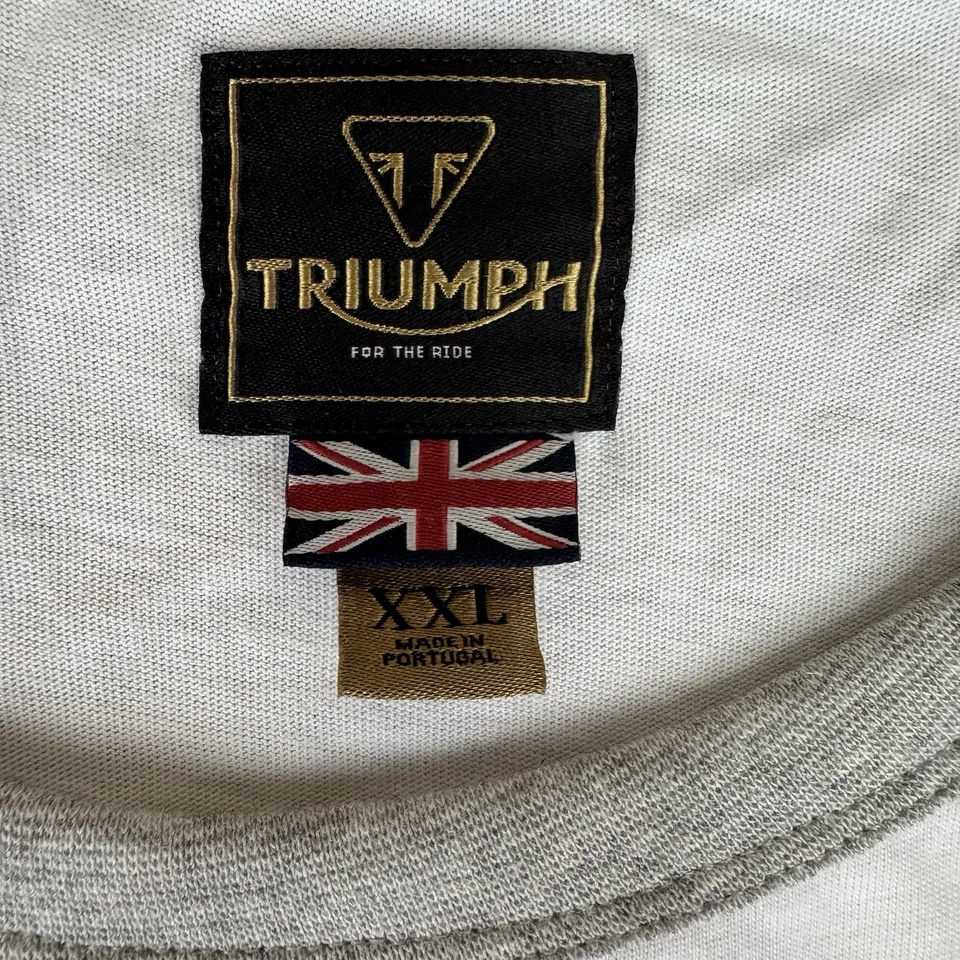 TRIUMPH
FOR THE RIDE
XXL
MADE IN
PORTUGAL